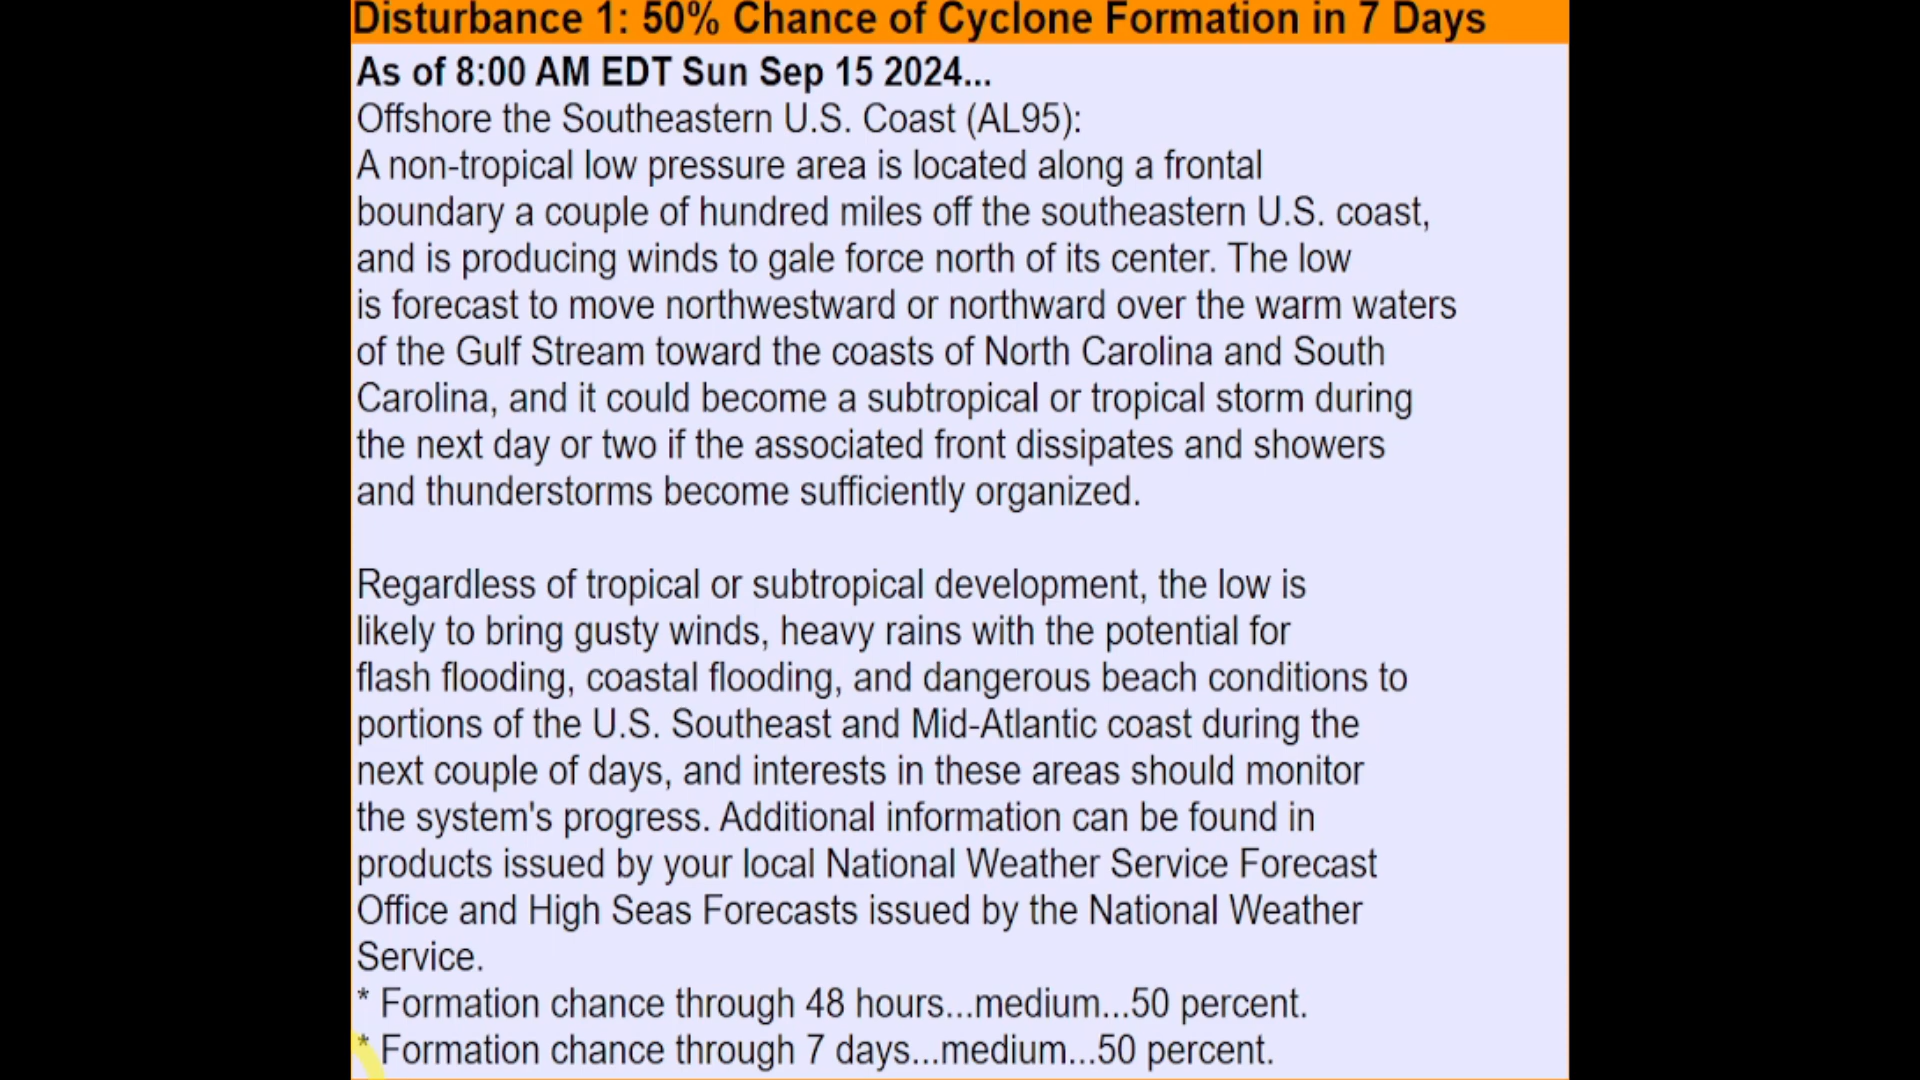 Disturbance 1: 50% Chance of Cyclone Formation in 7 Days
As of 8:00 AM EDT Sun Sep 15 2024...
Offshore the Southeastern U.S. Coast (AL95):
A non-tropical low pressure area is located along a frontal
boundary a couple of hundred miles off the southeastern U.S. coast,
and is producing winds to gale force north of its center. The low
is forecast to move northwestward or northward over the warm waters
of the Gulf Stream toward the coasts of North Carolina and South
Carolina, and it could become a subtropical or tropical storm during
the next day or two if the associated front dissipates and showers
and thunderstorms become sufficiently organized.
Regardless of tropical or subtropical development, the low is
likely to bring gusty winds, heavy rains with the potential for
flash flooding, coastal flooding, and dangerous beach conditions to
portions of the U.S. Southeast and Mid-Atlantic coast during the
next couple of days, and interests in these areas should monitor
the system's progress. Additional information can be found in
products issued by your local National Weather Service Forecast
Office and High Seas Forecasts issued by the National Weather
Service.
* Formation chance through 48 hours...medium...50 percent.
* Formation chance through 7 days...medium...50 percent.